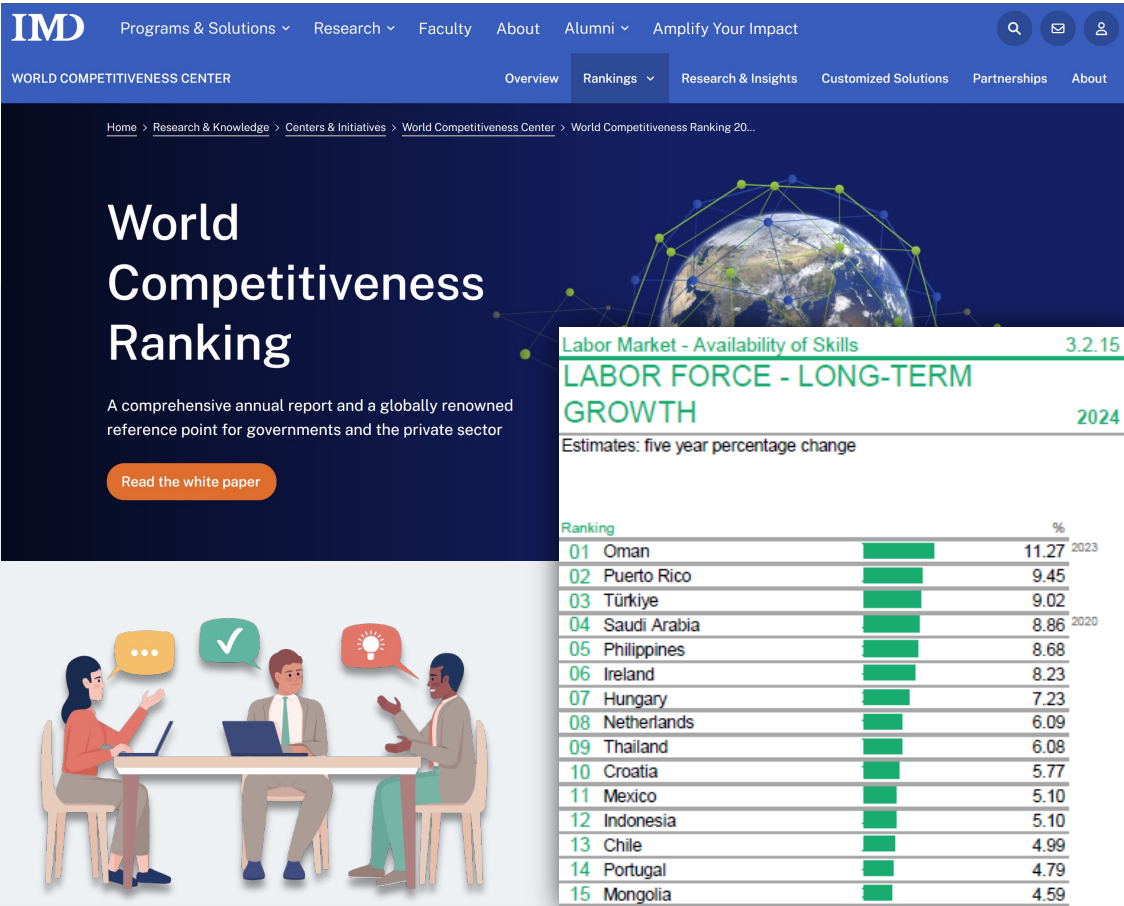 IMD Programs & Solutions Research Faculty About Alumni Amplify Your Impact
WORLD COMPETITIVENESS CENTER Overview Rankings Research & Insights Customized Solutions Partnerships About
Home > Research & Knowledge > Centers & Initiatives > World Competitiveness Center > World Competitiveness Ranking 20...
World
Competitiveness
Ranking
A comprehensive annual report and a globally renowned
reference point for governments and the private sector
Read the white paper
Labor Market - Availability of Skills 3.2.15
LABOR FORCE - LONG-TERM
GROWTH 2024
Estimates: five year percentage change
Ranking %
01 Oman 11.27 2023
02 Puerto Rico 9.45
03 Türkiye 9.02
04 Saudi Arabia 8.86 2020
05 Philippines 8.68
06 Ireland 8.23
07 Hungary 7.23
08 Netherlands 6.09
09 Thailand 6.08
10 Croatia 5.77
11 Mexico 5.10
12 Indonesia 5.10
13 Chile 4.99
14 Portugal 4.79
15 Mongolia 4.59